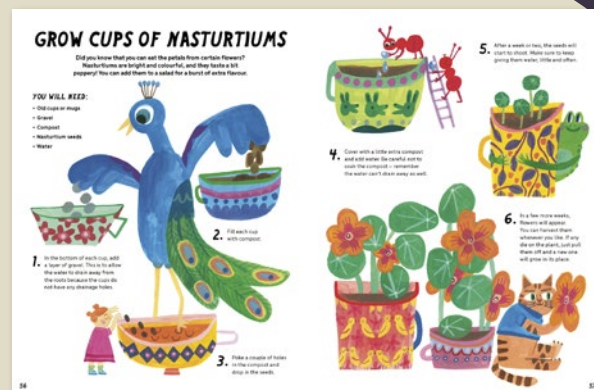 GROW CUPS OF NASTURTIUMS
Did you know that you can eat the petals from certain flowers?
Nasturtiums are bright and colourful, and they taste a bit
peppery! You can add them to a salad for a burst of extra flavour.
YOU WILL NEED:
• Old cups or mugs
• Gravel
• Compost
• Nasturtium seeds
• Water
1. In the bottom of each cup, add
a layer of gravel. This is to allow
the water to drain away from
the roots because the cups do
not have any drainage holes.
2. Fill each cup
with compost.
3. Poke a couple of holes
in the compost and
drop in the seeds.
4. Cover with a little extra compost
and add water. Be careful not to
soak the compost – remember
the water can't drain away as well.
5. After a week or two, the seeds will
start to shoot. Make sure to keep
giving them water, little and often.
6. In a few more weeks,
flowers will appear.
You can harvest them
whenever you like. If any
die on the plant, just pull
them off and a new one
will grow in its place.
56